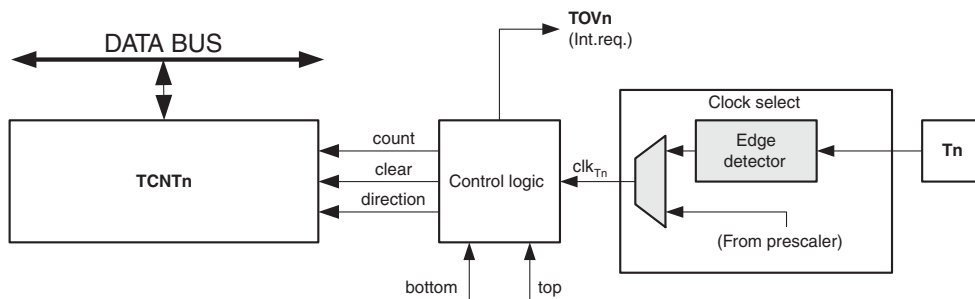 DATA BUS
TOVn
(Int.req.)
Clock select
TCNTn
count
clear
direction
Control logic
clkTn
Edge
detector
Tn
(From prescaler)
bottom
top